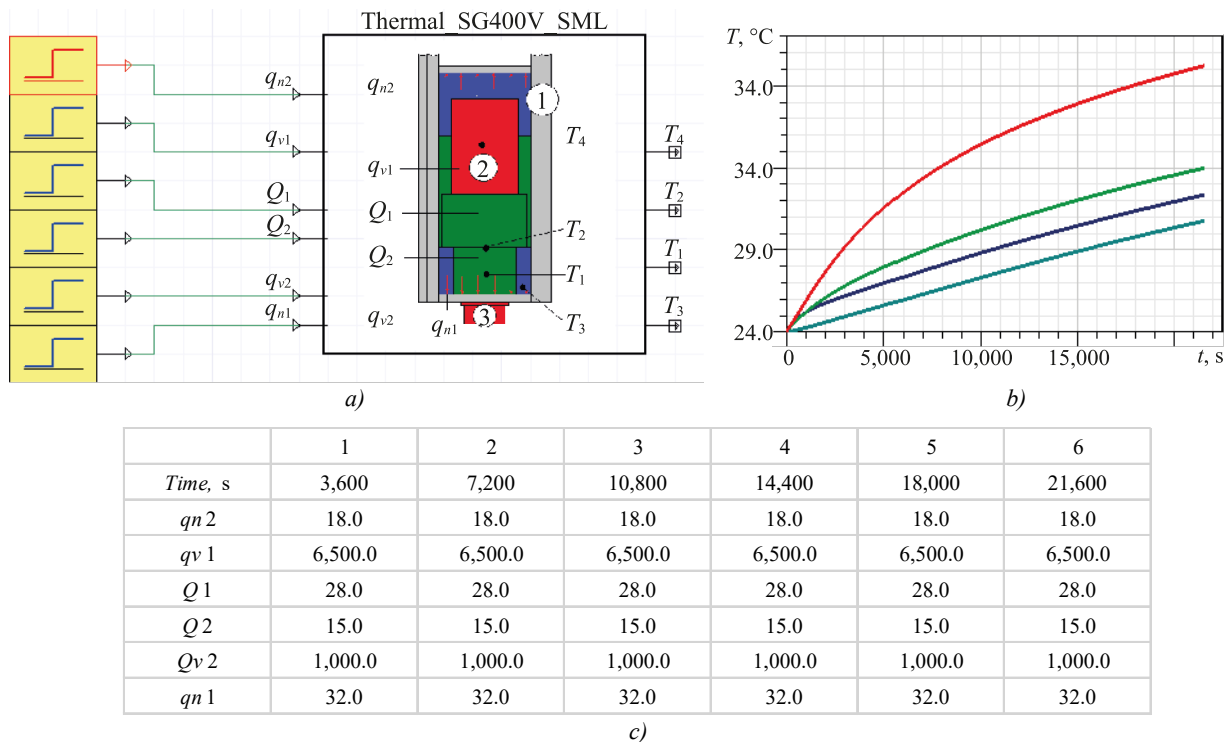 Thermal_SG400V_SML
qn2
qv1
Q1
Q2
qv2
qn1
qn2
qv1
Q1
Q2
qv2
qn1
1
2
3
T4
T2
T1
T3
T4
T2
T1
T3
a)
T, °C
34.0
34.0
29.0
24.0
0 5,000 10,000 15,000 t, s
b)
1 2 3 4 5 6
Time, s 3,600 7,200 10,800 14,400 18,000 21,600
qn 2 18.0 18.0 18.0 18.0 18.0 18.0
qv 1 6,500.0 6,500.0 6,500.0 6,500.0 6,500.0 6,500.0
Q 1 28.0 28.0 28.0 28.0 28.0 28.0
Q 2 15.0 15.0 15.0 15.0 15.0 15.0
Qv 2 1,000.0 1,000.0 1,000.0 1,000.0 1,000.0 1,000.0
qn 1 32.0 32.0 32.0 32.0 32.0 32.0
c)